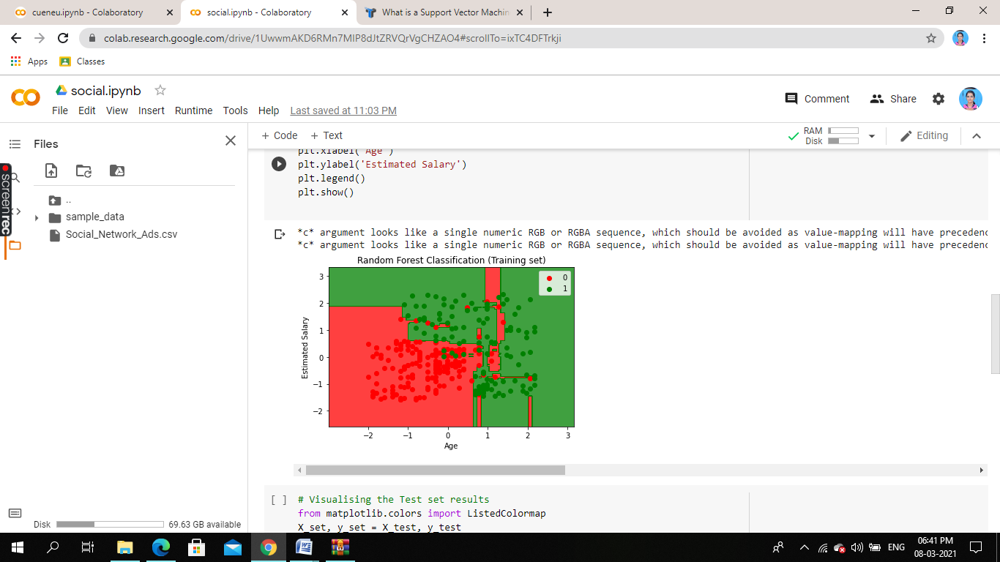 cueneu.ipynb - Colaboratory
social.ipynb - Colaboratory
What is a Support Vector Machin
colab.research.google.com/drive/1UwwmAKD6RMn7MIP8dJtZRVQrVgCHZAO4#scrollTo=ixTC4DFTrkji
Apps
Classes
social.ipynb
File Edit View Insert Runtime Tools Help Last saved at 11:03 PM
Comment
Share
Files
+ Code + Text
RAM
Disk
Editing
screenrec
..
sample_data
Social_Network_Ads.csv
plt.xlabel('Age')
plt.ylabel('Estimated Salary')
plt.legend()
plt.show()
*c* argument looks like a single numeric RGB or RGBA sequence, which should be avoided as value-mapping will have precedenc
*c* argument looks like a single numeric RGB or RGBA sequence, which should be avoided as value-mapping will have precedenc
Random Forest Classification (Training set)
0
1
3
2
1
0
−1
−2
Estimated Salary
−2 −1 0 1 2 3
Age
[ ] # Visualising the Test set results
from matplotlib.colors import ListedColormap
X_set, y_set = X_test, y_test
Disk
69.63 GB available
ENG
06:41 PM
08-03-2021